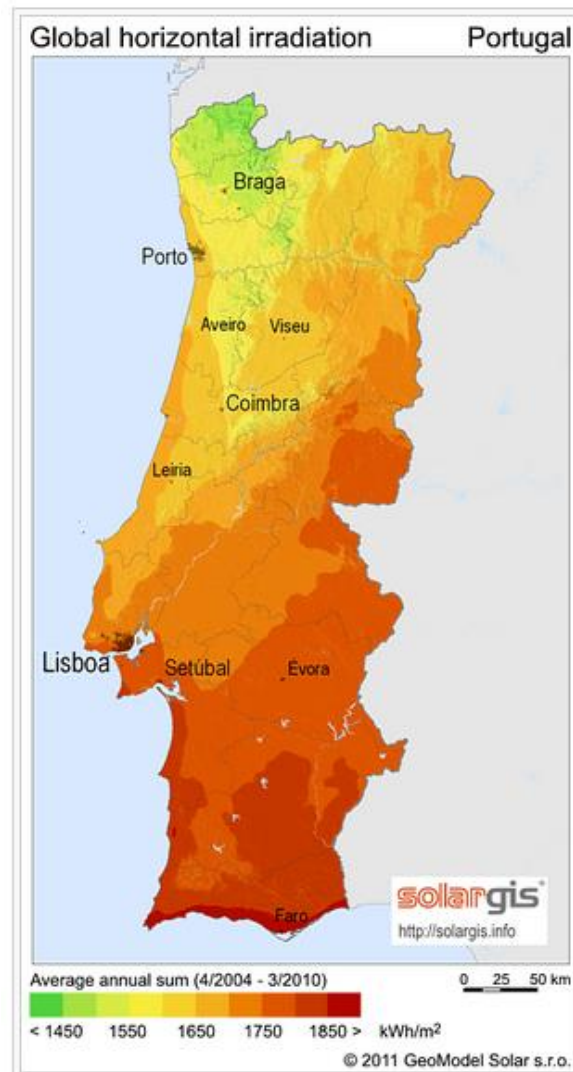 Global horizontal irradiation Portugal
Braga
Porto
Aveiro Viseu
Coimbra
Leiria
Lisboa Setúbal Évora
Faro
solargis
http://solargis.info
Average annual sum (4/2004 - 3/2010) 0 25 50 km
< 1450 1550 1650 1750 1850 > kWh/m²
© 2011 GeoModel Solar s.r.o.